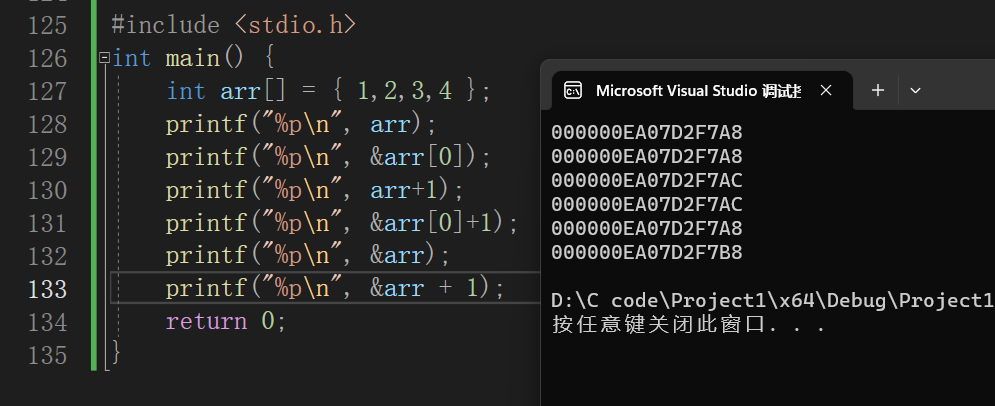 125 #include <stdio.h>
126 int main() {
127 int arr[] = { 1,2,3,4 };
128 printf("%p\n", arr);
129 printf("%p\n", &arr[0]);
130 printf("%p\n", arr+1);
131 printf("%p\n", &arr[0]+1);
132 printf("%p\n", &arr);
133 printf("%p\n", &arr + 1);
134 return 0;
135 }
Microsoft Visual Studio 调试
000000EA07D2F7A8
000000EA07D2F7A8
000000EA07D2F7AC
000000EA07D2F7AC
000000EA07D2F7A8
000000EA07D2F7B8
D:\C code\Project1\x64\Debug\Project1
按任意键关闭此窗口. . .